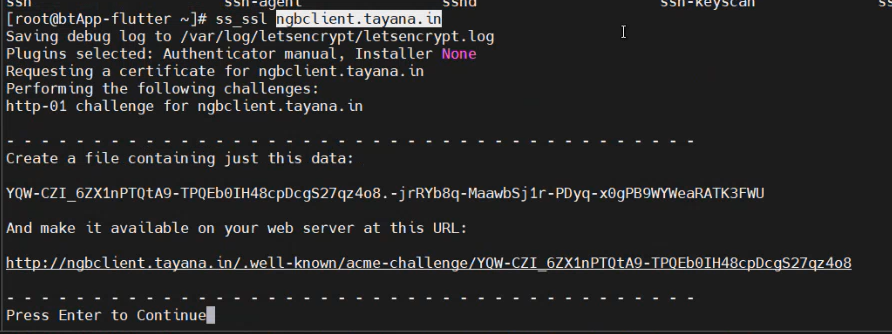 ssh ssh-agent sshd ssh-keyscan ss
[root@btApp-flutter ~]# ss_ssl ngbclient.tayana.in
Saving debug log to /var/log/letsencrypt/letsencrypt.log
Plugins selected: Authenticator manual, Installer None
Requesting a certificate for ngbclient.tayana.in
Performing the following challenges:
http-01 challenge for ngbclient.tayana.in
- - - - - - - - - - - - - - - - - - - - - - - - - - - - - - - - - - - - - - - -
Create a file containing just this data:
YQW-CZI_6ZX1nPTQtA9-TPQEb0IH48cpDcgS27qz4o8.-jrRYb8q-MaawbSj1r-PDyq-x0gPB9WYWeaRATK3FWU
And make it available on your web server at this URL:
http://ngbclient.tayana.in/.well-known/acme-challenge/YQW-CZI_6ZX1nPTQtA9-TPQEb0IH48cpDcgS27qz4o8
- - - - - - - - - - - - - - - - - - - - - - - - - - - - - - - - - - - - - - - -
Press Enter to Continue